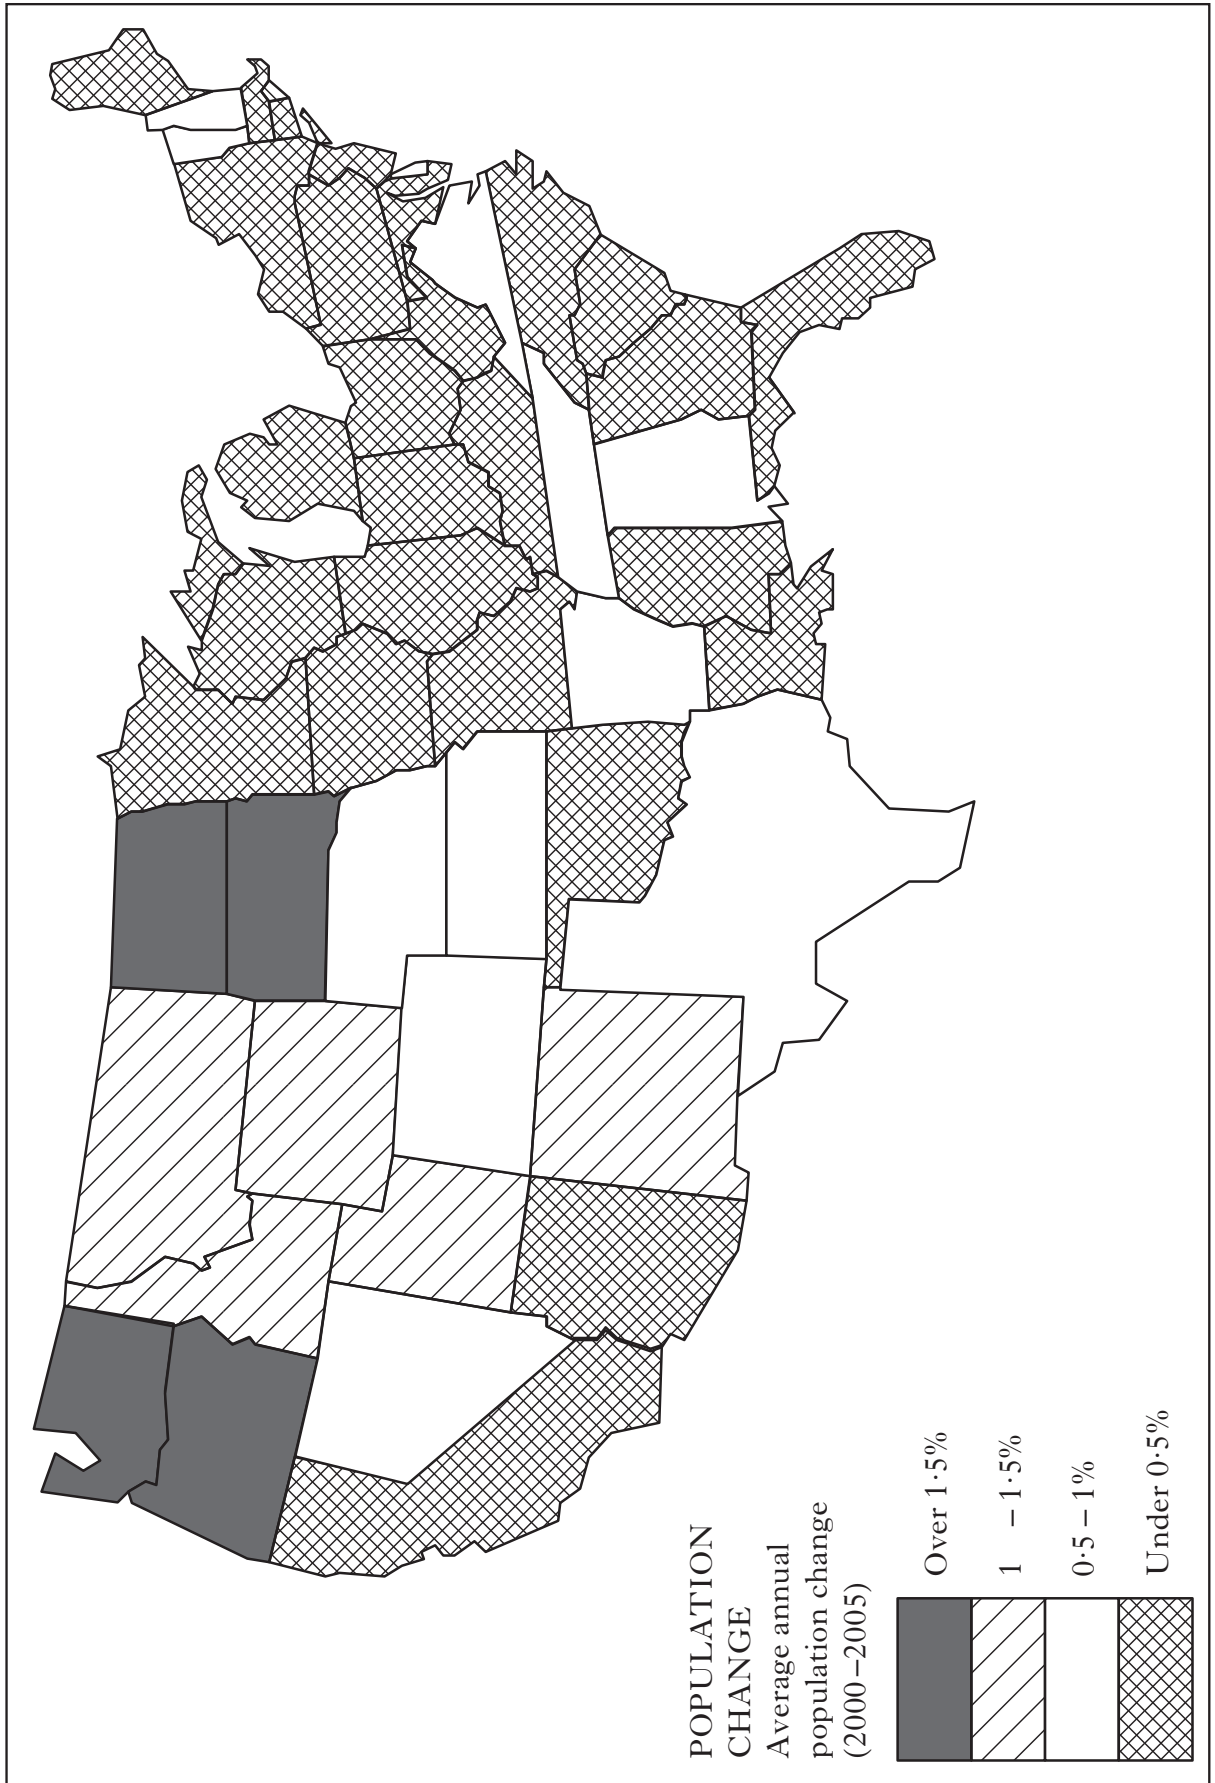 POPULATION
CHANGE
Average annual
population change
(2000–2005)
Over 1·5%
1 – 1·5%
0·5 – 1%
Under 0·5%